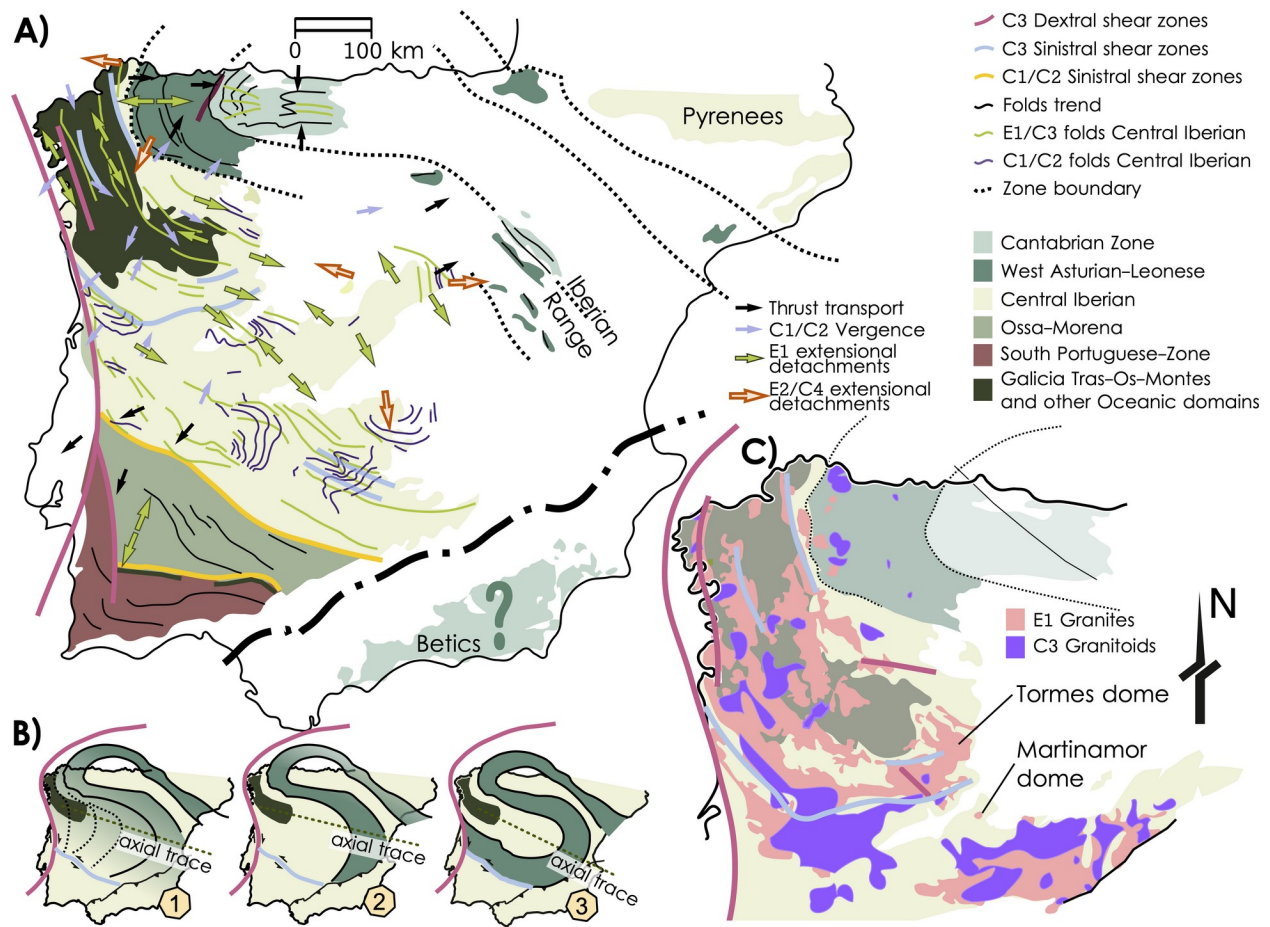 A)
0 100
km
C3 Dextral shear zones
C3 Sinistral shear zones
C1/C2 Sinistral shear zones
Folds trend
E1/C3 folds Central Iberian
C1/C2 folds Central Iberian
Zone boundary
Cantabrian Zone
West Asturian–Leonese
Central Iberian
Ossa–Morena
South Portuguese–Zone
Galicia Tras-Os-Montes
and other Oceanic domains
Pyrenees
Iberian
Range
Thrust transport
C1/C2 Vergence
E1 extensional
detachments
E2/C4 extensional
detachments
Betics
?
B)
axial trace
1
axial trace
2
axial trace
3
C)
N
E1 Granites
C3 Granitoids
Tormes dome
Martinamor
dome